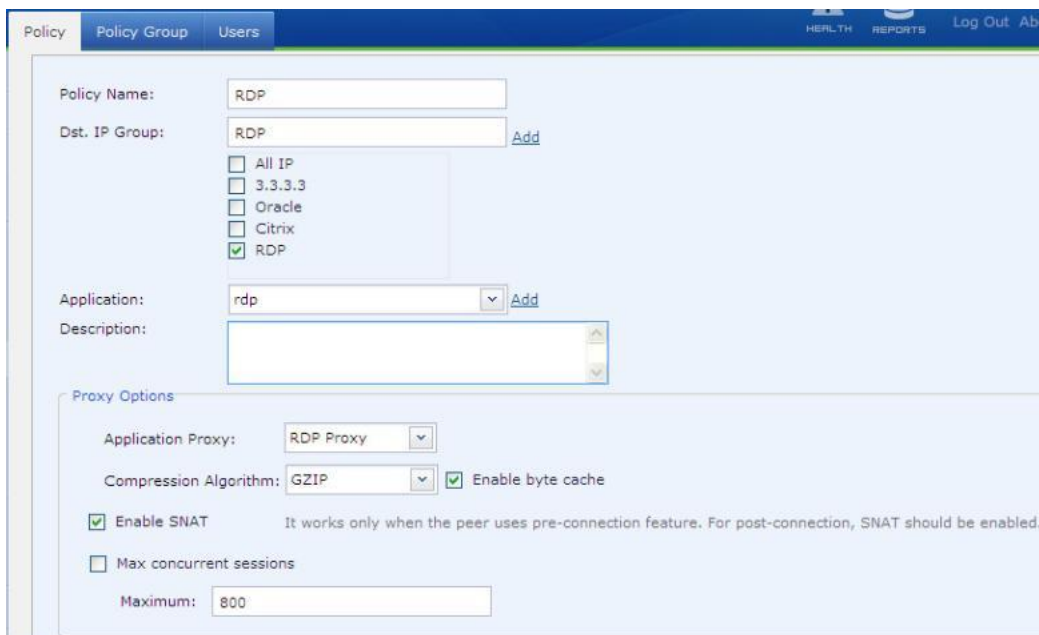 Policy Policy Group Users HEALTH REPORTS Log Out Ab
Policy Name: RDP
Dst. IP Group: RDP Add
All IP
3.3.3.3
Oracle
Citrix
RDP
Application: rdp Add
Description:
Proxy Options
Application Proxy: RDP Proxy
Compression Algorithm: GZIP Enable byte cache
Enable SNAT It works only when the peer uses pre-connection feature. For post-connection, SNAT should be enabled.
Max concurrent sessions
Maximum: 800